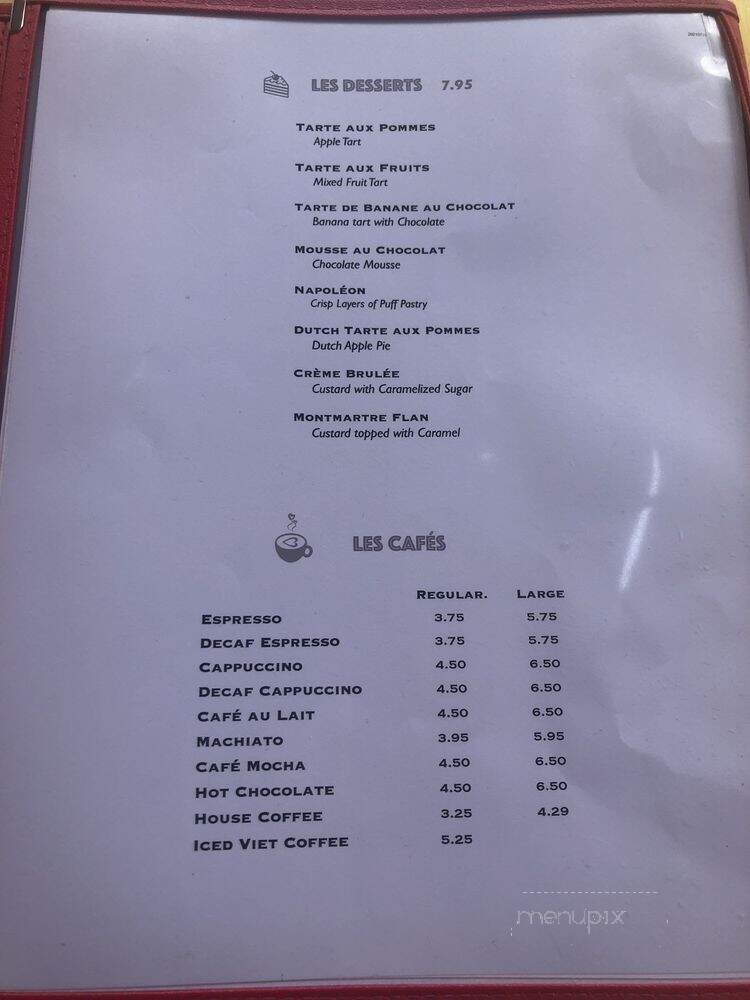 LES DESSERTS 7.95
TARTE AUX POMMES
Apple Tart
TARTE AUX FRUITS
Mixed Fruit Tart
TARTE DE BANANE AU CHOCOLAT
Banana tart with Chocolate
MOUSSE AU CHOCOLAT
Chocolate Mousse
NAPOLÉON
Crisp Layers of Puff Pastry
DUTCH TARTE AUX POMMES
Dutch Apple Pie
CRÈME BRULÉE
Custard with Caramelized Sugar
MONTMARTRE FLAN
Custard topped with Caramel
LES CAFÉS
REGULAR. LARGE
ESPRESSO 3.75 5.75
DECAF ESPRESSO 3.75 5.75
CAPPUCCINO 4.50 6.50
DECAF CAPPUCCINO 4.50 6.50
CAFÉ AU LAIT 4.50 6.50
MACHIATO 3.95 5.95
CAFÉ MOCHA 4.50 6.50
HOT CHOCOLATE 4.50 6.50
HOUSE COFFEE 3.25 4.29
ICED VIET COFFEE 5.25
menupix